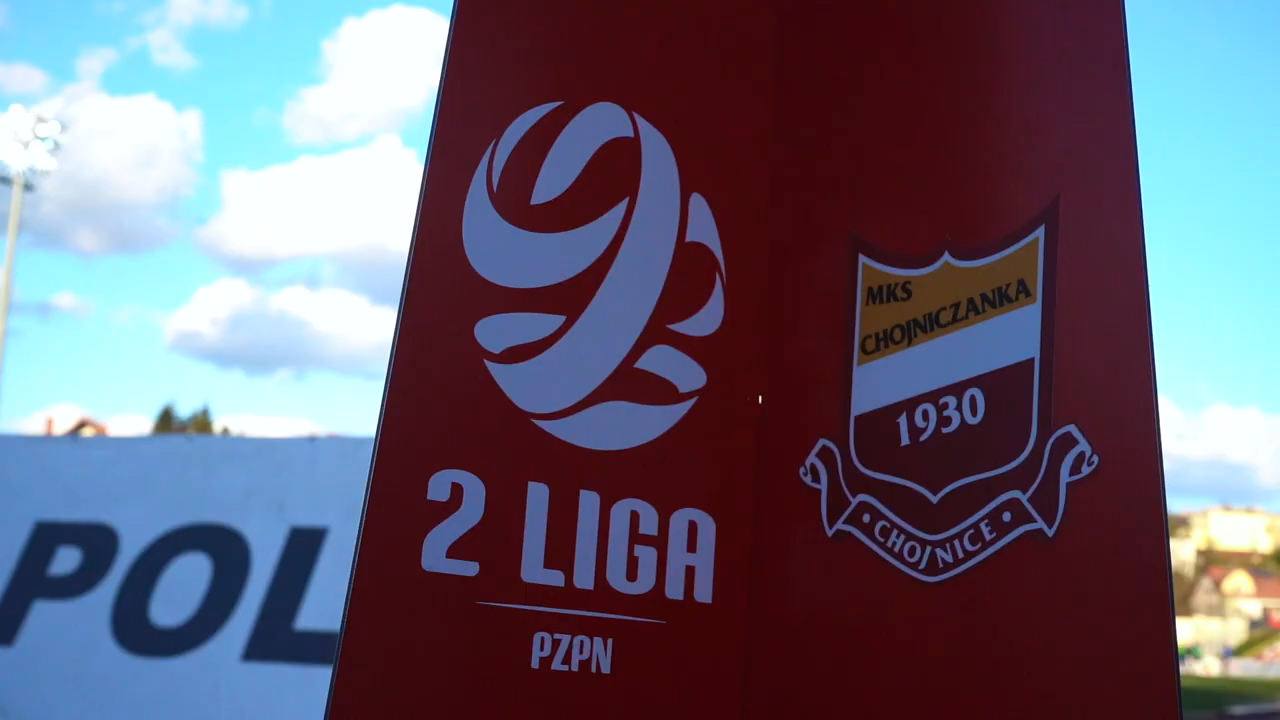 POL
2 LIGA
PZPN
MKS
CHOJNICZANKA
1930
• CHOJNICE •